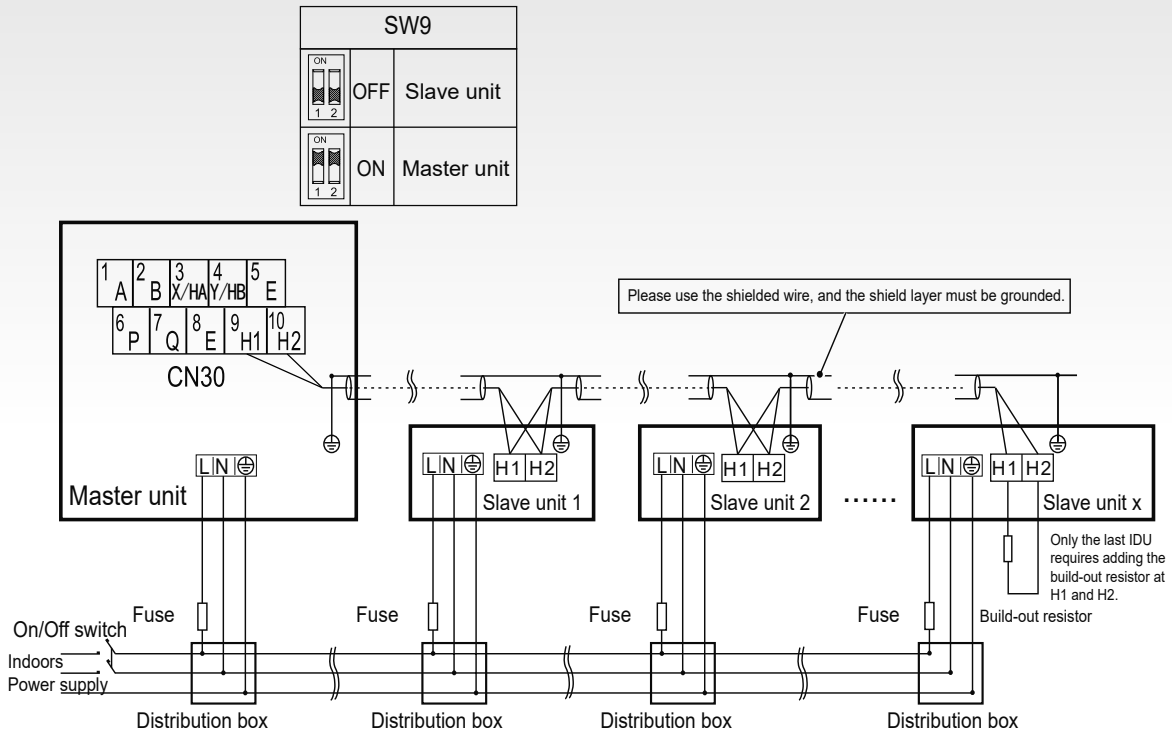 SW9
ON
1 2
OFF
Slave unit
ON
1 2
ON
Master unit
1 A 2 B 3 X/HA 4 Y/HB 5 E
6 P 7 Q 8 E 9 H1 10 H2
CN30
Please use the shielded wire, and the shield layer must be grounded.
L N
Master unit
L N
H1 H2
Slave unit 1
L N
H1 H2
Slave unit 2
......
L N
H1 H2
Slave unit x
Only the last IDU
requires adding the
build-out resistor at
H1 and H2.
Build-out resistor
Fuse
Fuse
Fuse
Fuse
On/Off switch
Indoors
Power supply
Distribution box
Distribution box
Distribution box
Distribution box